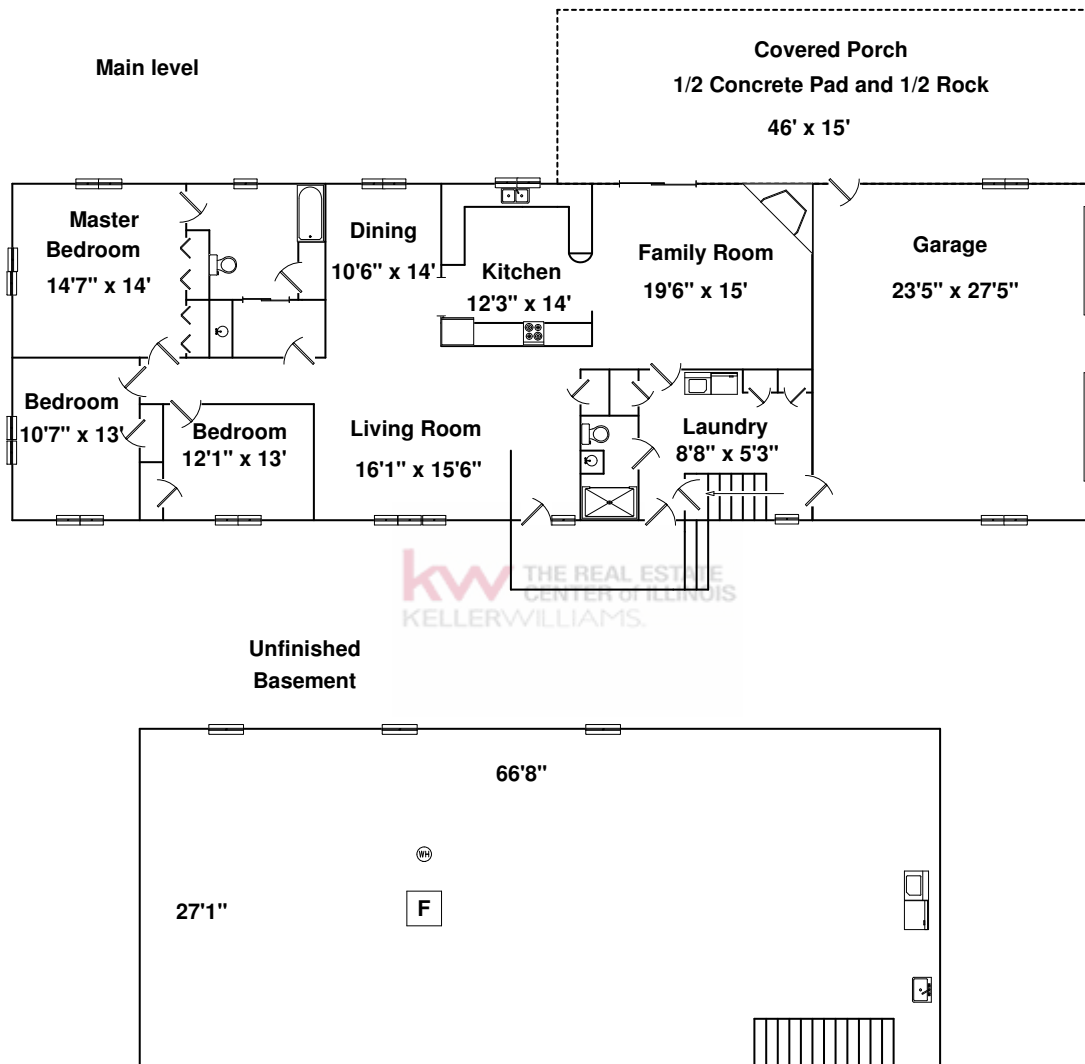 Main level
Covered Porch
1/2 Concrete Pad and 1/2 Rock
46' x 15'
Master
Bedroom
14'7" x 14'
Dining
10'6" x 14'
Kitchen
12'3" x 14'
Family Room
19'6" x 15'
Garage
23'5" x 27'5"
Bedroom
10'7" x 13'
Bedroom
12'1" x 13'
Living Room
16'1" x 15'6"
Laundry
8'8" x 5'3"
kw THE REAL ESTATE
CENTER of ILLINOIS
KELLERWILLIAMS.
Unfinished
Basement
66'8"
WH
27'1"
F